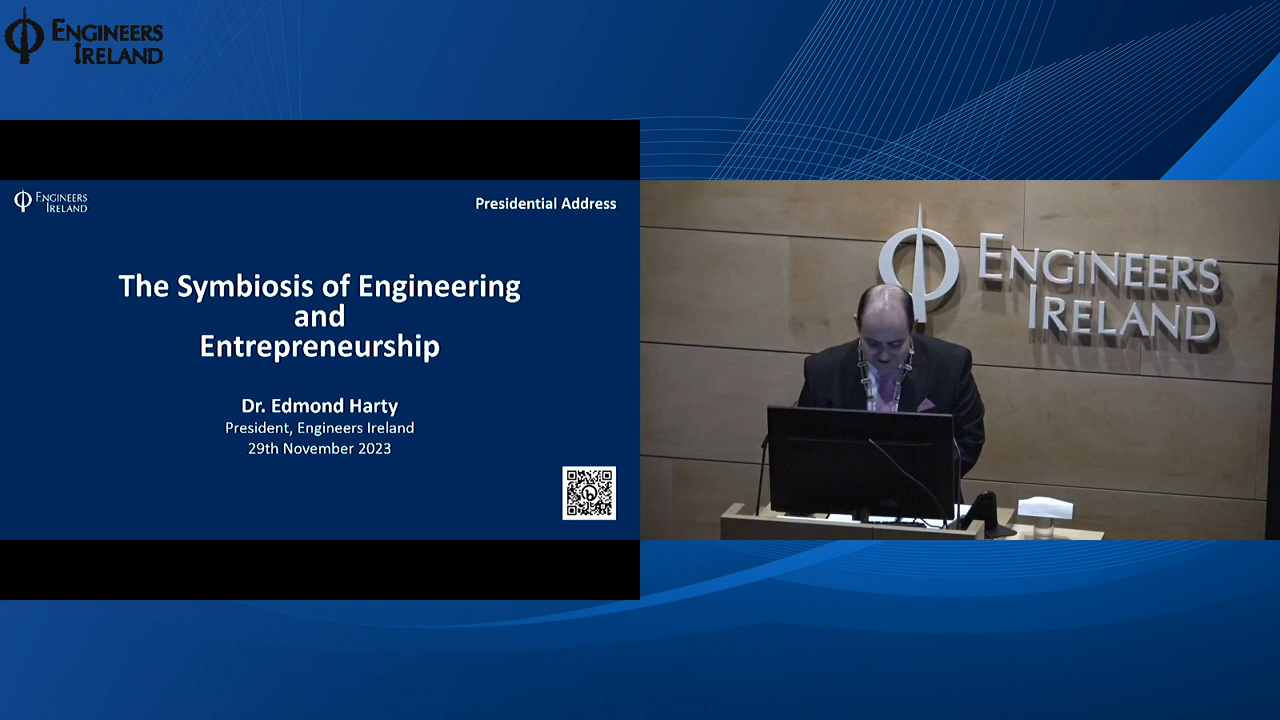 ENGINEERS
IRELAND
ENGINEERS
IRELAND
Presidential Address
The Symbiosis of Engineering
and
Entrepreneurship
Dr. Edmond Harty
President, Engineers Ireland
29th November 2023
ENGINEERS
IRELAND